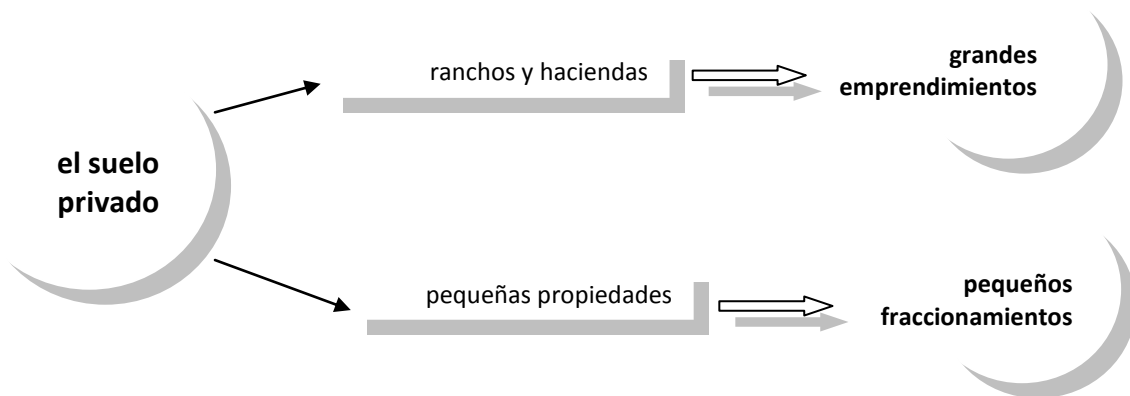 el suelo
privado
ranchos y haciendas
grandes
emprendimientos
pequeñas propiedades
pequeños
fraccionamientos